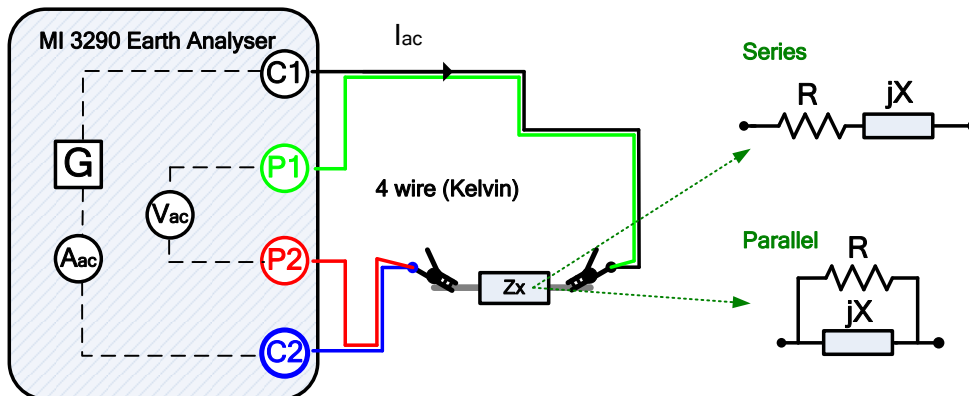 MI 3290 Earth Analyser
Iac
C1
Series
R
jX
G
P1
4 wire (Kelvin)
Vac
Aac
P2
Zx
Parallel
R
jX
C2